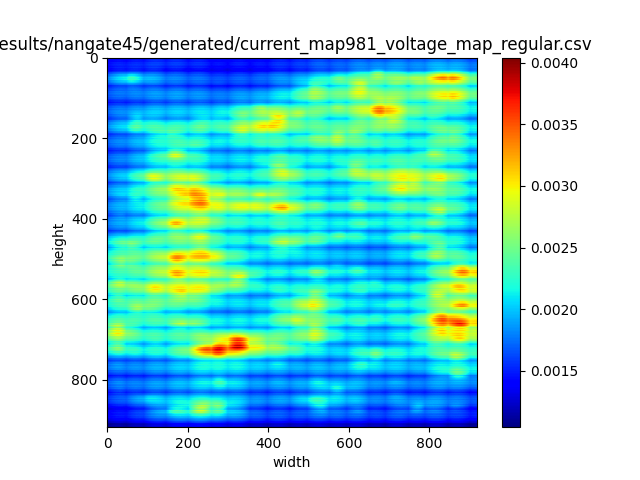 esults/nangate45/generated/current_map981_voltage_map_regular.csv
0
200
400
600
800
height
0 200 400 600 800
width
0.0040
0.0035
0.0030
0.0025
0.0020
0.0015